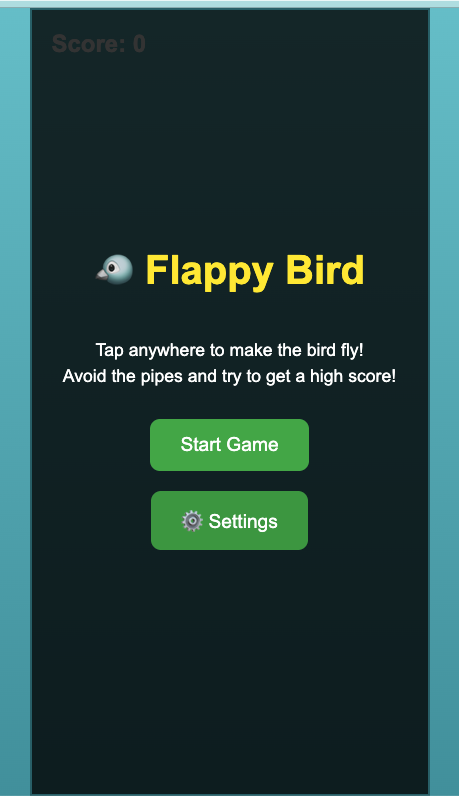 Score: 0
Flappy Bird
Tap anywhere to make the bird fly!
Avoid the pipes and try to get a high score!
Start Game
Settings